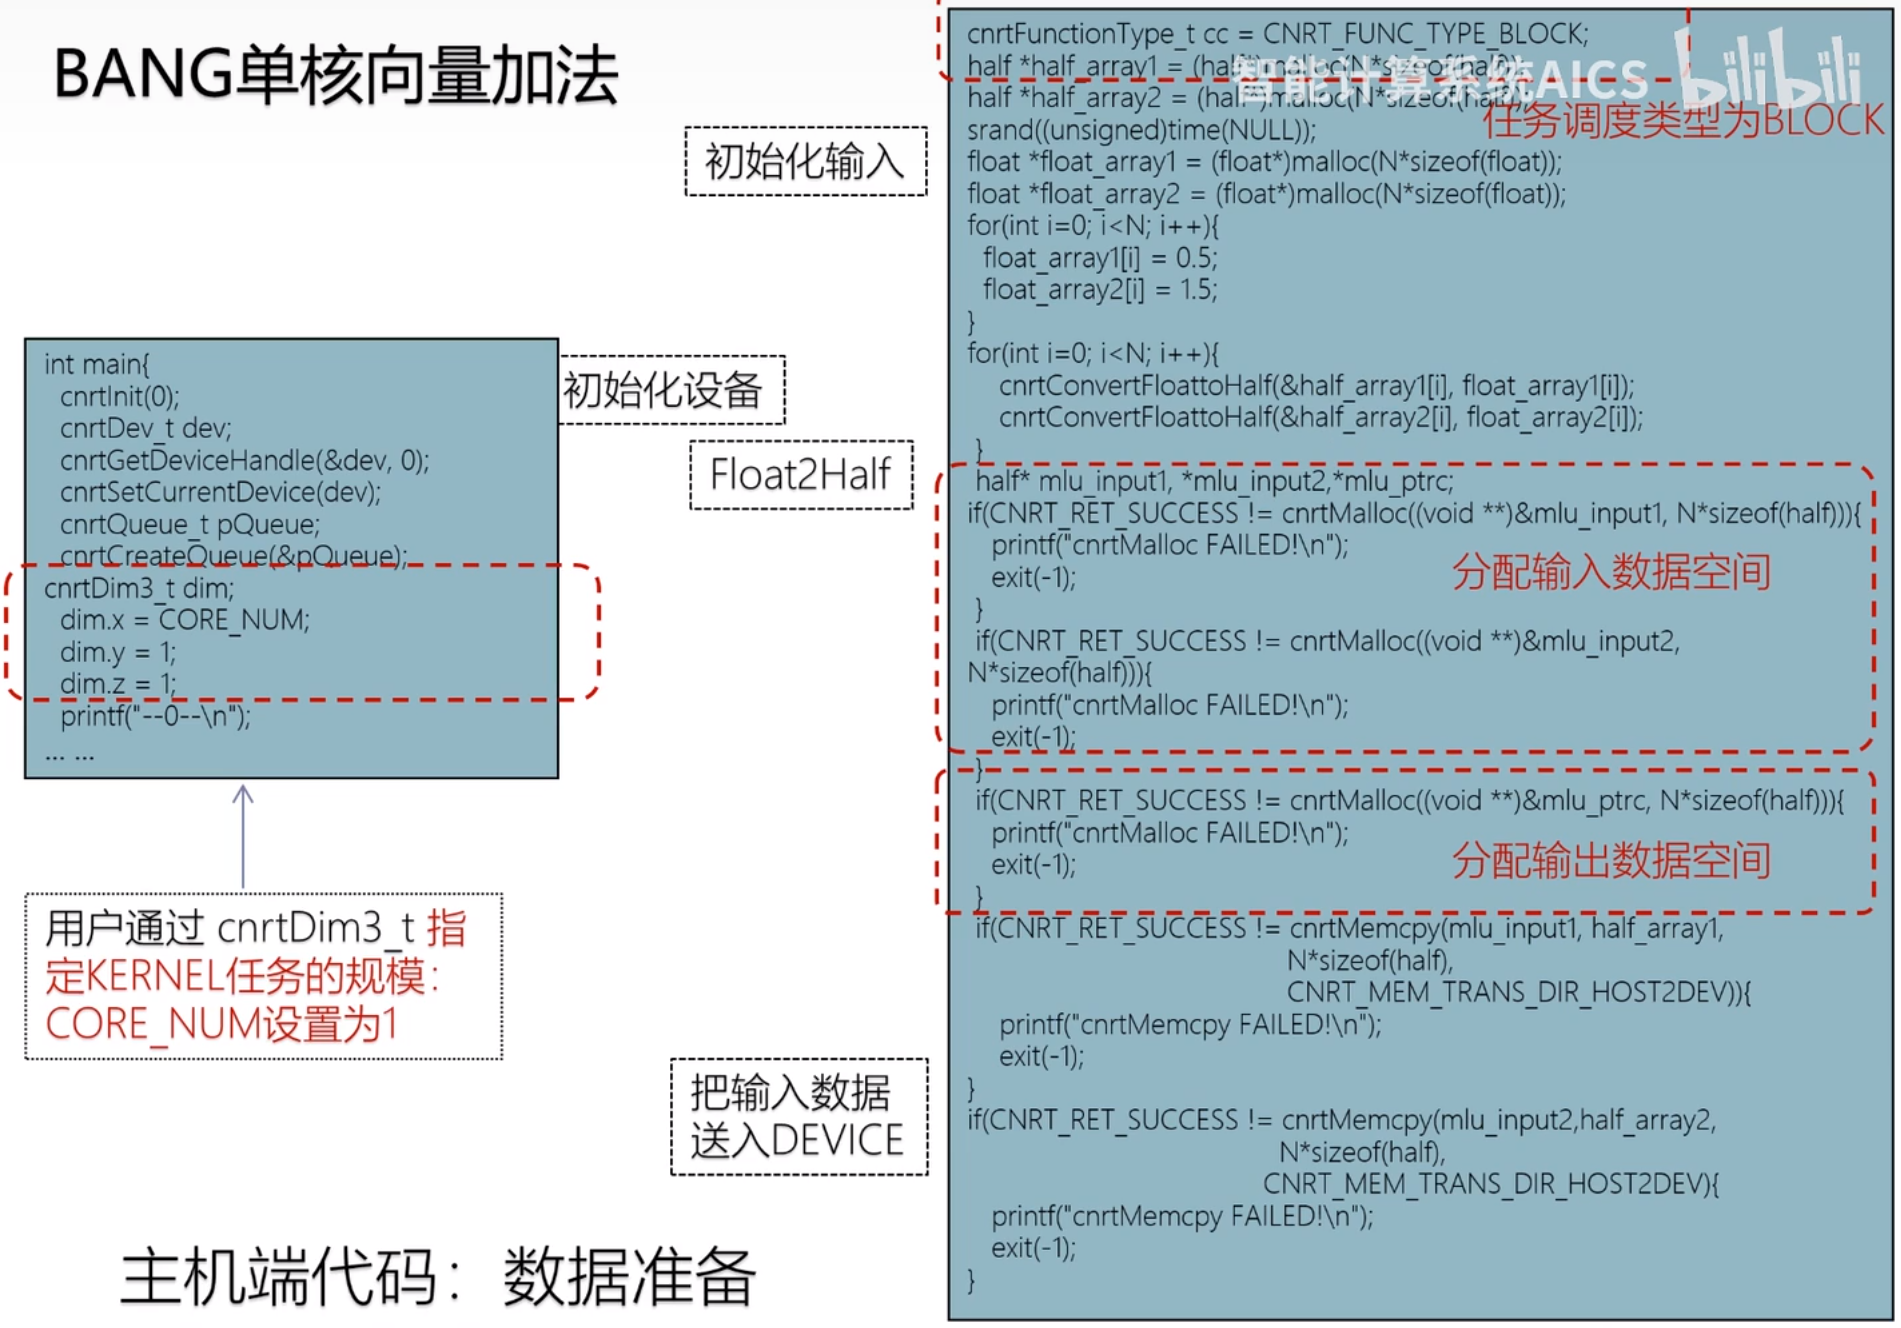 BANG单核向量加法
初始化输入
初始化设备
Float2Half
int main{
cnrtInit(0);
cnrtDev_t dev;
cnrtGetDeviceHandle(&dev, 0);
cnrtSetCurrentDevice(dev);
cnrtQueue_t pQueue;
cnrtCreateQueue(&pQueue);
cnrtDim3_t dim;
dim.x = CORE_NUM;
dim.y = 1;
dim.z = 1;
printf("--0--\n");
... ...
用户通过 cnrtDim3_t 指
定KERNEL任务的规模：
CORE_NUM设置为1
把输入数据
送入DEVICE
主机端代码：数据准备
cnrtFunctionType_t cc = CNRT_FUNC_TYPE_BLOCK;
half *half_array1 = (half*)malloc(N*sizeof(half));
half *half_array2 = (half*)malloc(N*sizeof(half));
智能计算系统AICS bilibili
任务调度类型为BLOCK
srand((unsigned)time(NULL));
float *float_array1 = (float*)malloc(N*sizeof(float));
float *float_array2 = (float*)malloc(N*sizeof(float));
for(int i=0; i<N; i++){
float_array1[i] = 0.5;
float_array2[i] = 1.5;
}
for(int i=0; i<N; i++){
cnrtConvertFloattoHalf(&half_array1[i], float_array1[i]);
cnrtConvertFloattoHalf(&half_array2[i], float_array2[i]);
}
half* mlu_input1, *mlu_input2,*mlu_ptrc;
if(CNRT_RET_SUCCESS != cnrtMalloc((void **)&mlu_input1, N*sizeof(half))){
printf("cnrtMalloc FAILED!\n");
exit(-1);
分配输入数据空间
}
if(CNRT_RET_SUCCESS != cnrtMalloc((void **)&mlu_input2,
N*sizeof(half))){
printf("cnrtMalloc FAILED!\n");
exit(-1);
}
if(CNRT_RET_SUCCESS != cnrtMalloc((void **)&mlu_ptrc, N*sizeof(half))){
printf("cnrtMalloc FAILED!\n");
exit(-1);
分配输出数据空间
}
if(CNRT_RET_SUCCESS != cnrtMemcpy(mlu_input1, half_array1,
N*sizeof(half),
CNRT_MEM_TRANS_DIR_HOST2DEV)){
printf("cnrtMemcpy FAILED!\n");
exit(-1);
}
if(CNRT_RET_SUCCESS != cnrtMemcpy(mlu_input2,half_array2,
N*sizeof(half),
CNRT_MEM_TRANS_DIR_HOST2DEV){
printf("cnrtMemcpy FAILED!\n");
exit(-1);
}